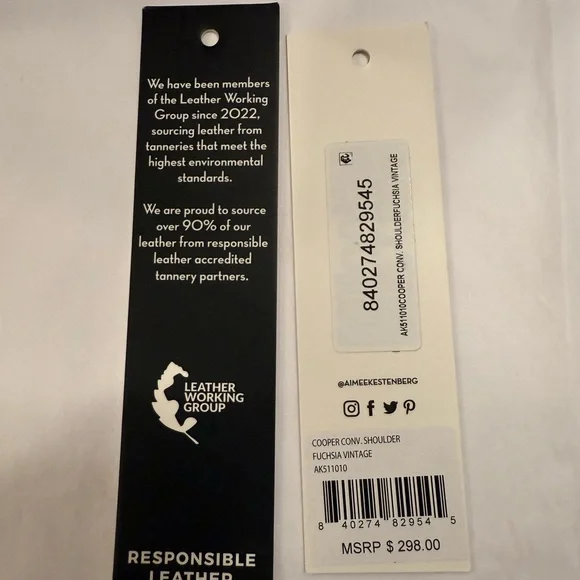 We have been members
of the Leather Working
Group since 2022,
sourcing leather from
tanneries that meet the
highest environmental
standards.
We are proud to source
over 90% of our
leather from responsible
leather accredited
tannery partners.
LEATHER
WORKING
GROUP
RESPONSIBLE
LEATHER
840274829545
AK511010COOPER CONV. SHOULDERFUCHSIA VINTAGE
@AIMEEKESTENBERG
COOPER CONV. SHOULDER
FUCHSIA VINTAGE
AK511010
8 40274 82954 5
MSRP $ 298.00